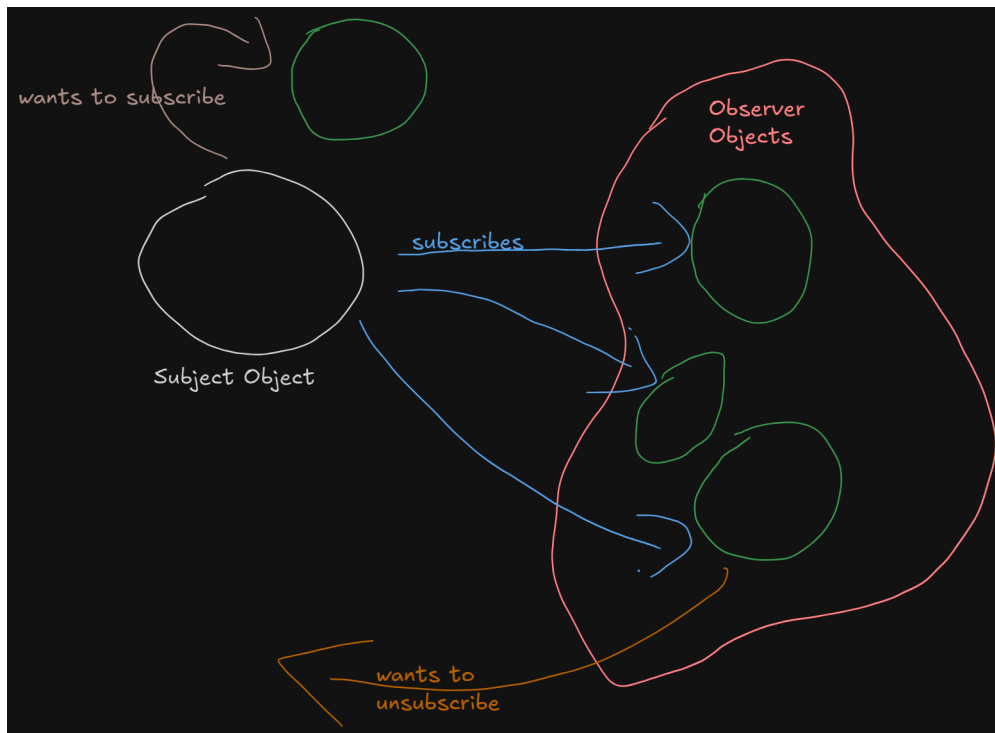 wants to subscribe
Observer
Objects
subscribes
Subject Object
wants to
unsubscribe